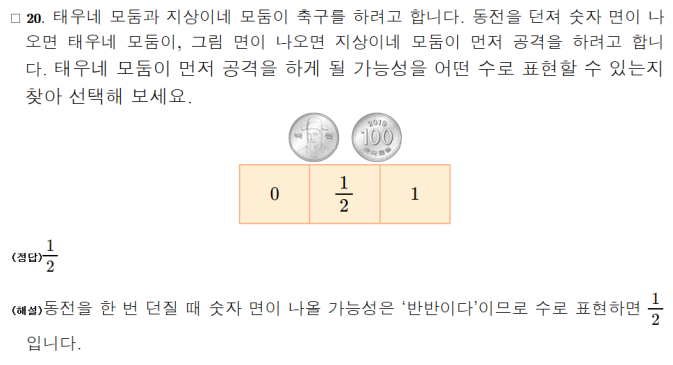 □ 20. 태우네 모둠과 지상이네 모둠이 축구를 하려고 합니다. 동전을 던져 숫자 면이 나
오면 태우네 모둠이, 그림 면이 나오면 지상이네 모둠이 먼저 공격을 하려고 합니
다. 태우네 모둠이 먼저 공격을 하게 될 가능성을 어떤 수로 표현할 수 있는지
찾아 선택해 보세요.
백 원 2019 100
0 1/2 1
(정답) 1/2
(해설)동전을 한 번 던질 때 숫자 면이 나올 가능성은 ‘반반이다’이므로 수로 표현하면 1/2
입니다.